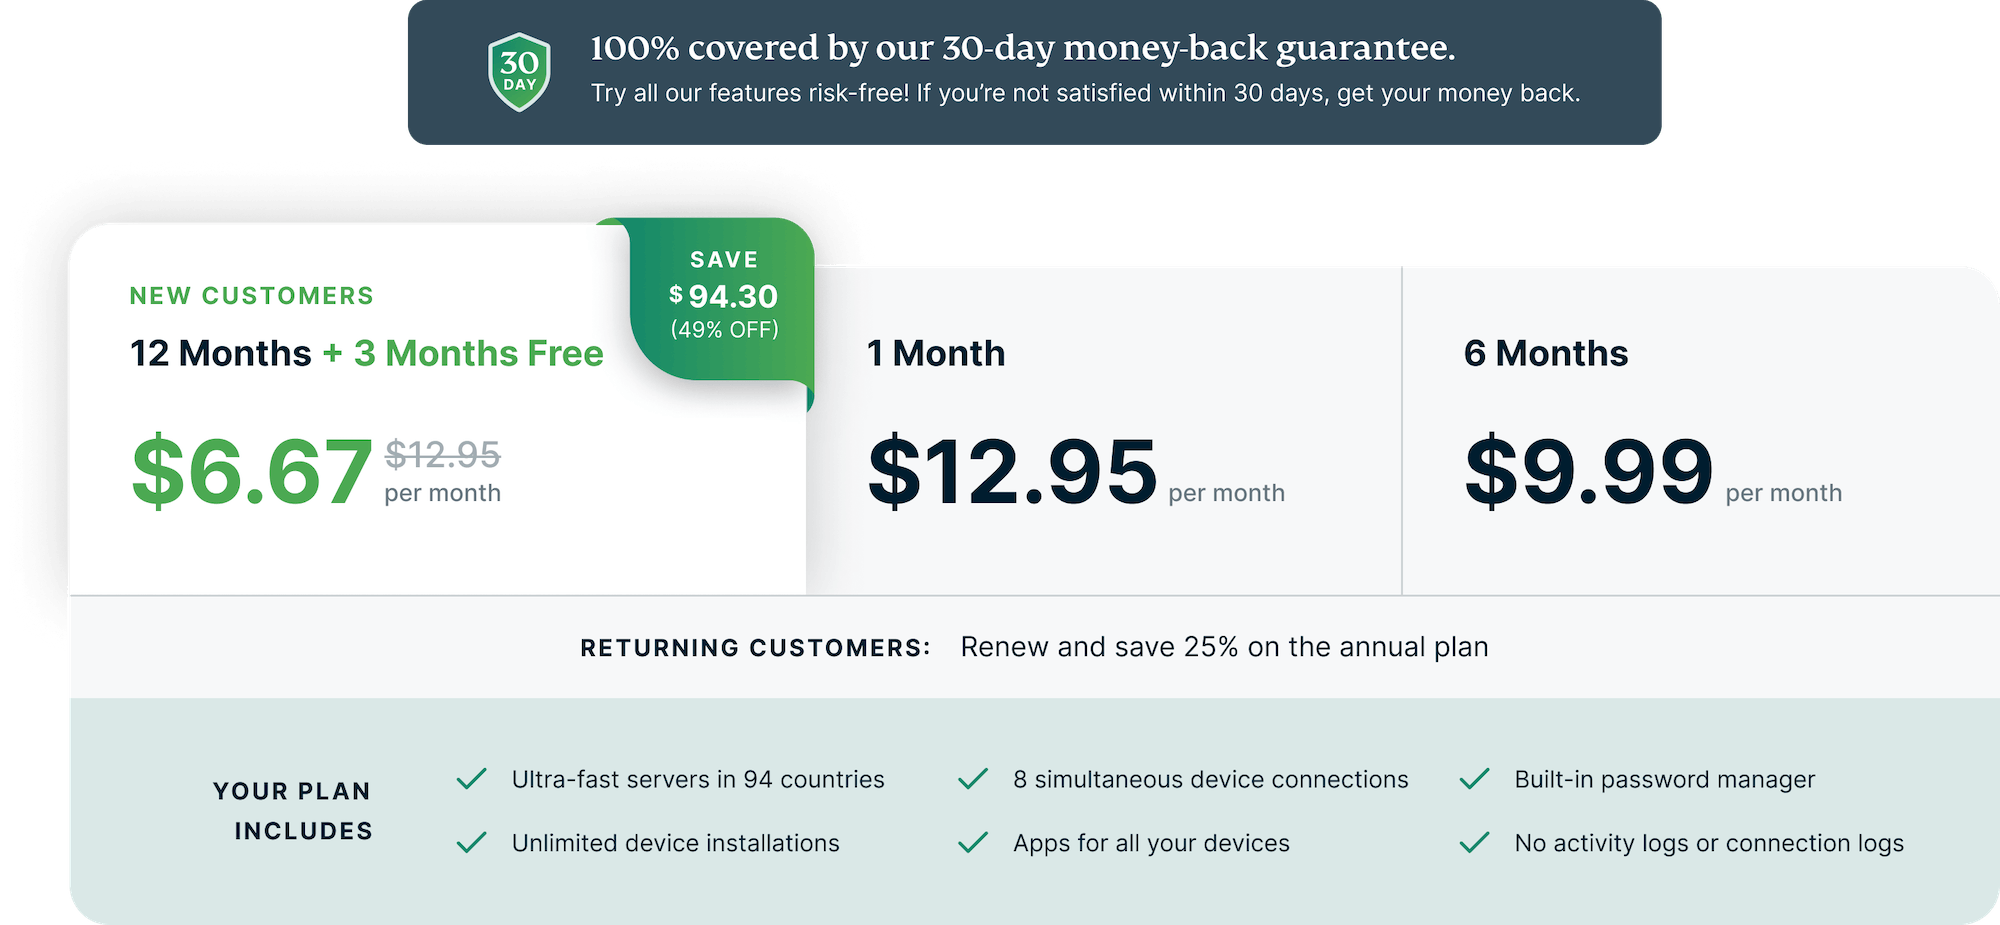 30
DAY
100% covered by our 30-day money-back guarantee.
Try all our features risk-free! If you’re not satisfied within 30 days, get your money back.
SAVE
$94.30
(49% OFF)
NEW CUSTOMERS
12 Months + 3 Months Free
$6.67 $12.95
per month
1 Month
$12.95 per month
6 Months
$9.99 per month
RETURNING CUSTOMERS: Renew and save 25% on the annual plan
YOUR PLAN
INCLUDES
Ultra-fast servers in 94 countries
8 simultaneous device connections
Built-in password manager
Unlimited device installations
Apps for all your devices
No activity logs or connection logs